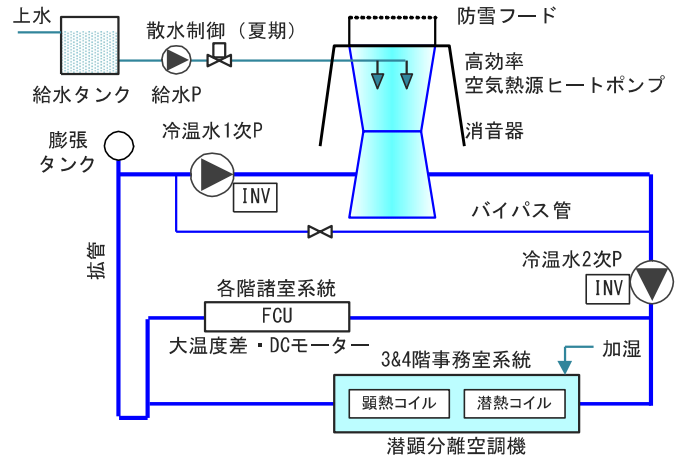 上水
散水制御（夏期）
防雪フード
給水タンク
給水P
高効率
空気熱源ヒートポンプ
膨張
タンク
冷温水1次P
消音器
INV
バイパス管
拡管
冷温水2次P
INV
各階諸室系統
FCU
大温度差・DCモーター
3&4階事務室系統
加湿
顕熱コイル
潜熱コイル
潜顕分離空調機